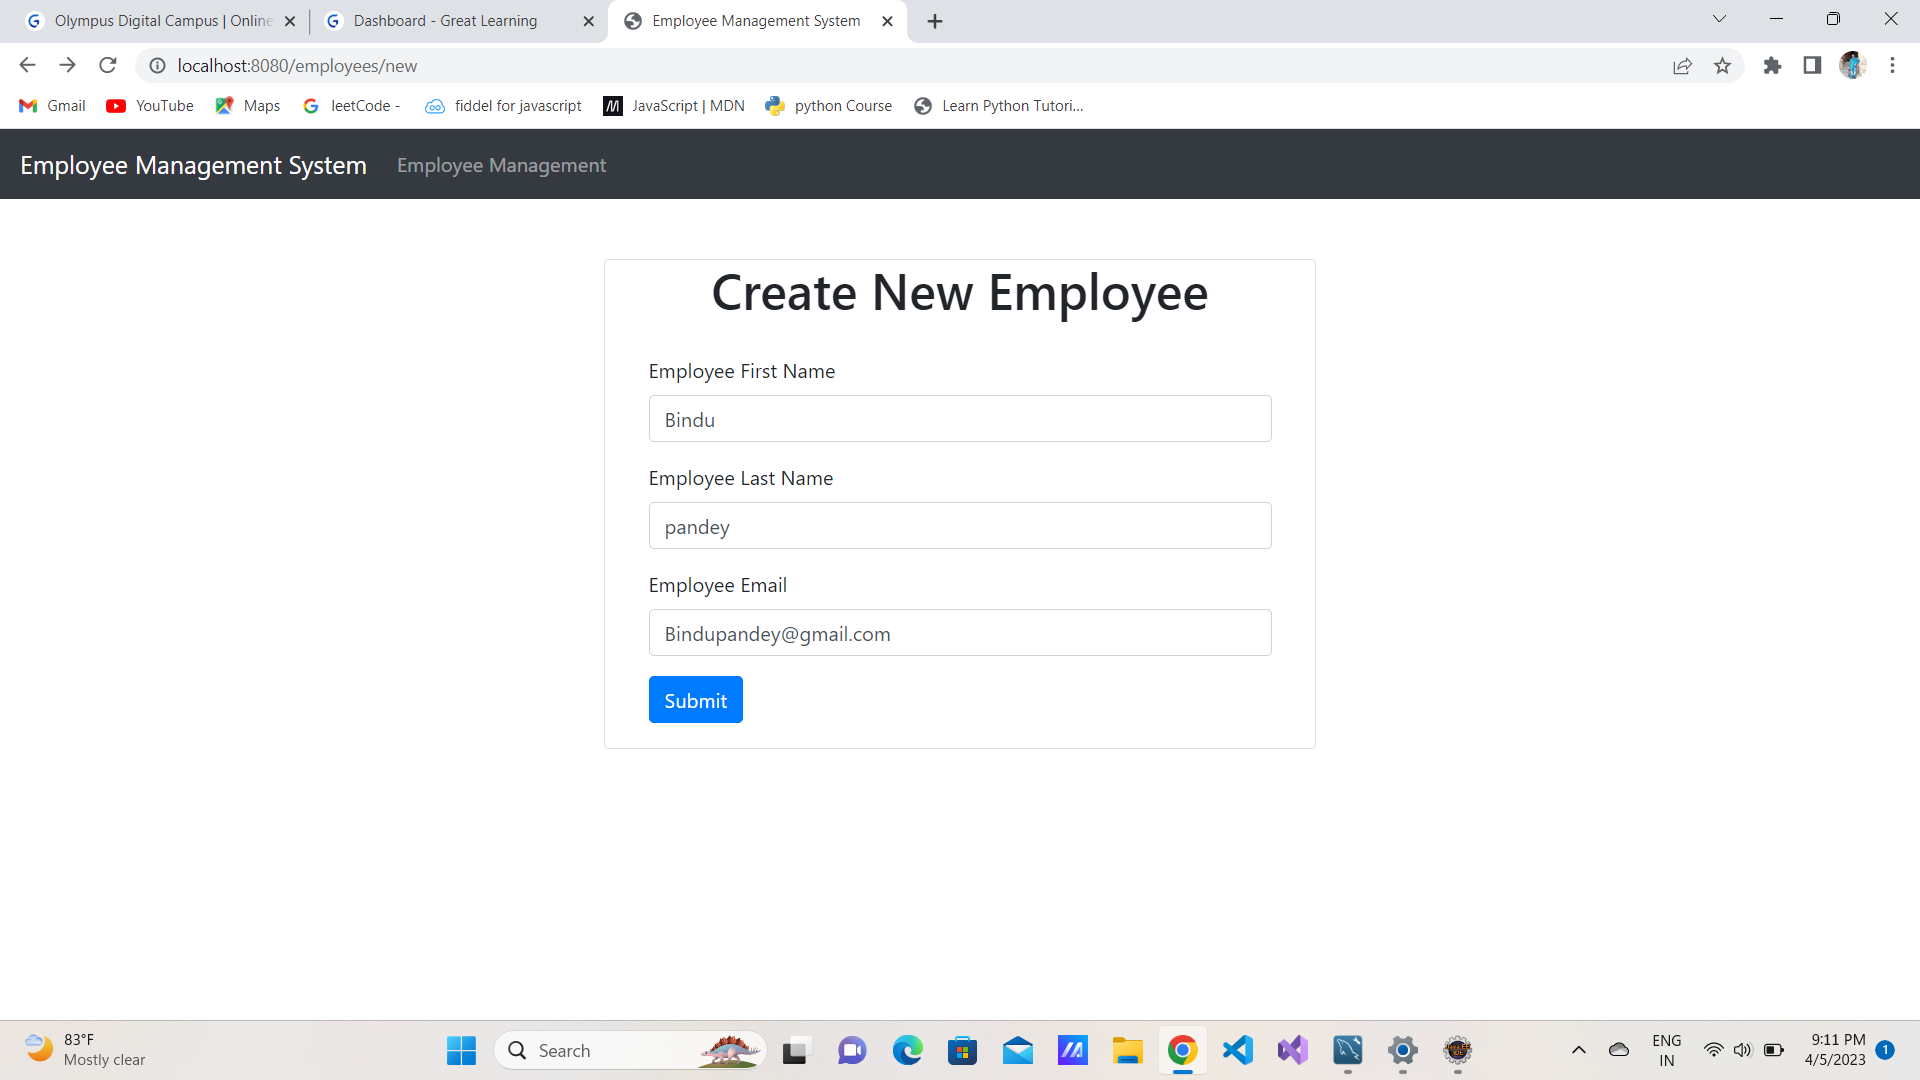 Olympus Digital Campus | Online
Dashboard - Great Learning
Employee Management System
localhost:8080/employees/new
Gmail
YouTube
Maps
leetCode -
fiddel for javascript
JavaScript | MDN
python Course
Learn Python Tutori...
Employee Management System
Employee Management
Create New Employee
Employee First Name
Bindu
Employee Last Name
pandey
Employee Email
Bindupandey@gmail.com
Submit
83°F
Mostly clear
Search
ENG
IN
9:11 PM
4/5/2023
1